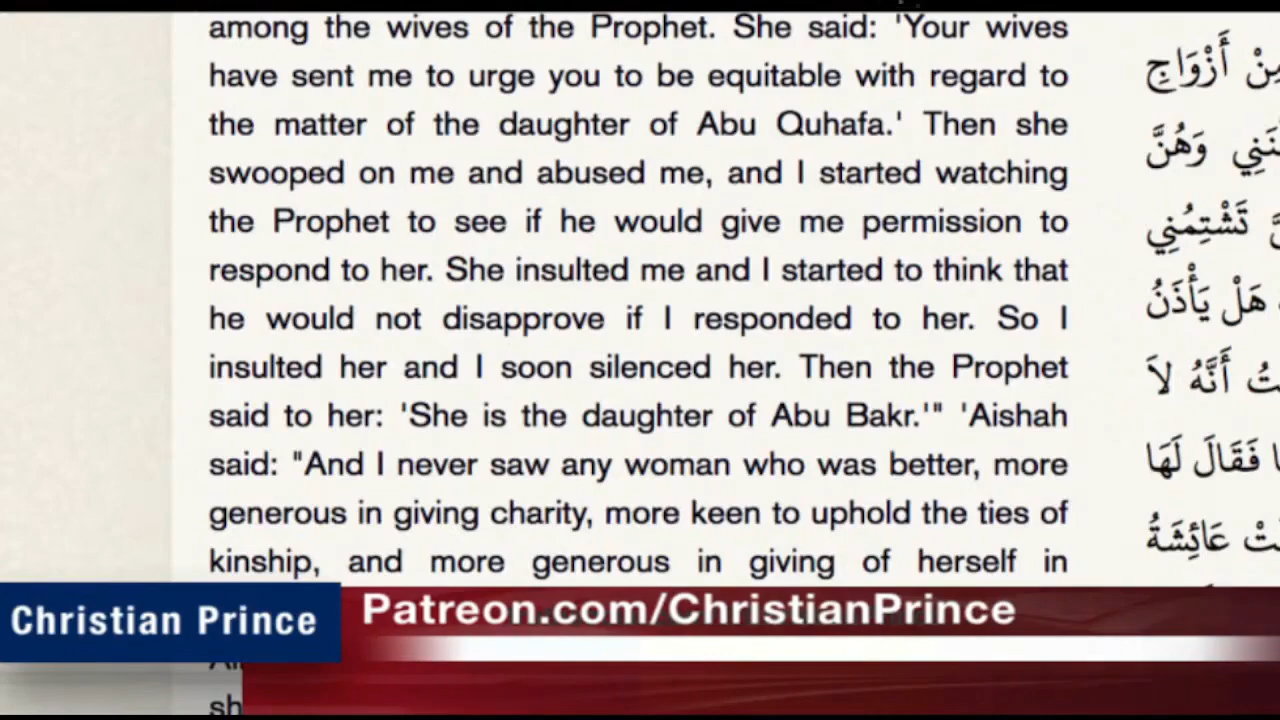 among the wives of the Prophet. She said: 'Your wives
have sent me to urge you to be equitable with regard to
the matter of the daughter of Abu Quhafa.' Then she
swooped on me and abused me, and I started watching
the Prophet to see if he would give me permission to
respond to her. She insulted me and I started to think that
he would not disapprove if I responded to her. So I
insulted her and I soon silenced her. Then the Prophet
said to her: 'She is the daughter of Abu Bakr.'" 'Aishah
said: "And I never saw any woman who was better, more
generous in giving charity, more keen to uphold the ties of
kinship, and more generous in giving of herself in
sh
مِنْ أَزْوَاجِ
وَهُنَّ
تَشْتِمُنِي
هَلْ يَأْذَنُ
أَنَّهُ لاَ
فَقَالَ لَهَا
عَائِشَةُ
Christian Prince
Patreon.com/ChristianPrince